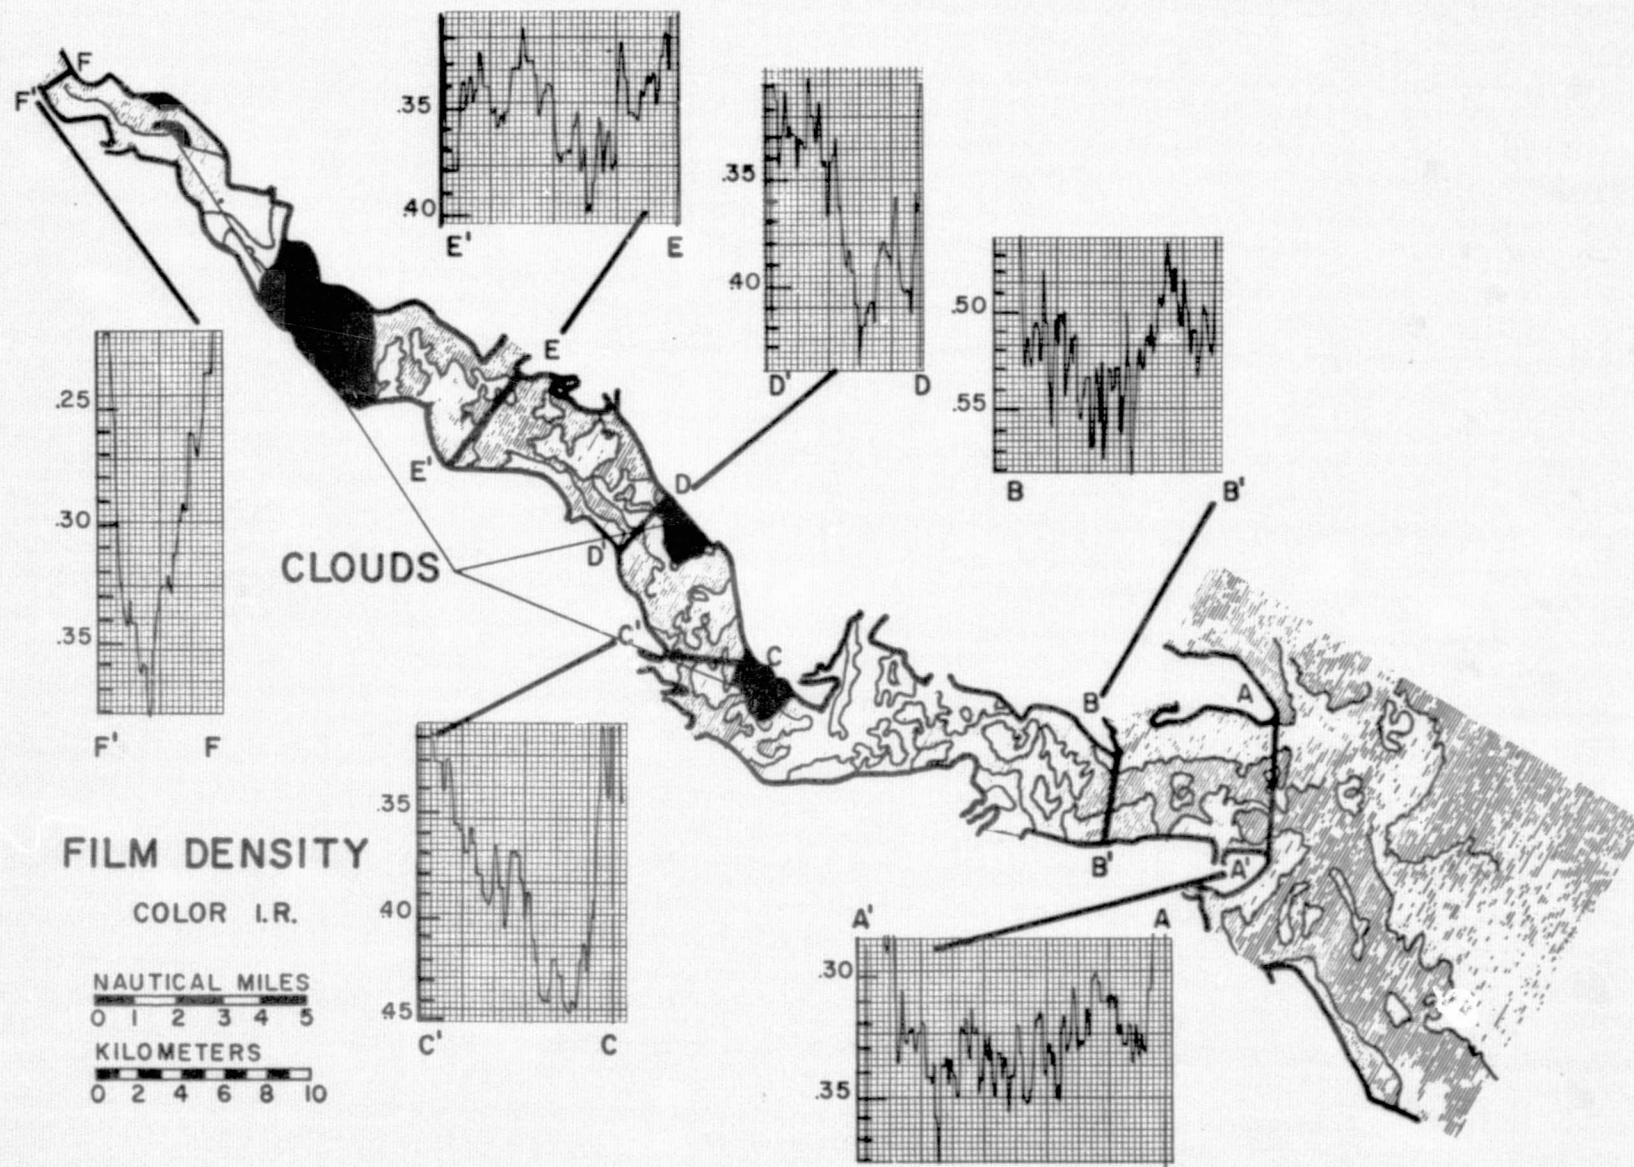 F
F'
.35
.40
E'
E
.35
.40
D'
D
.50
.55
B
B'
.25
.30
.35
F'
F
E
E'
D
D'
CLOUDS
C'
C
B
A
B'
A'
.35
.40
.45
C'
C
A'
A
.30
.35
FILM DENSITY
COLOR I.R.
NAUTICAL MILES
0 1 2 3 4 5
KILOMETERS
0 2 4 6 8 10